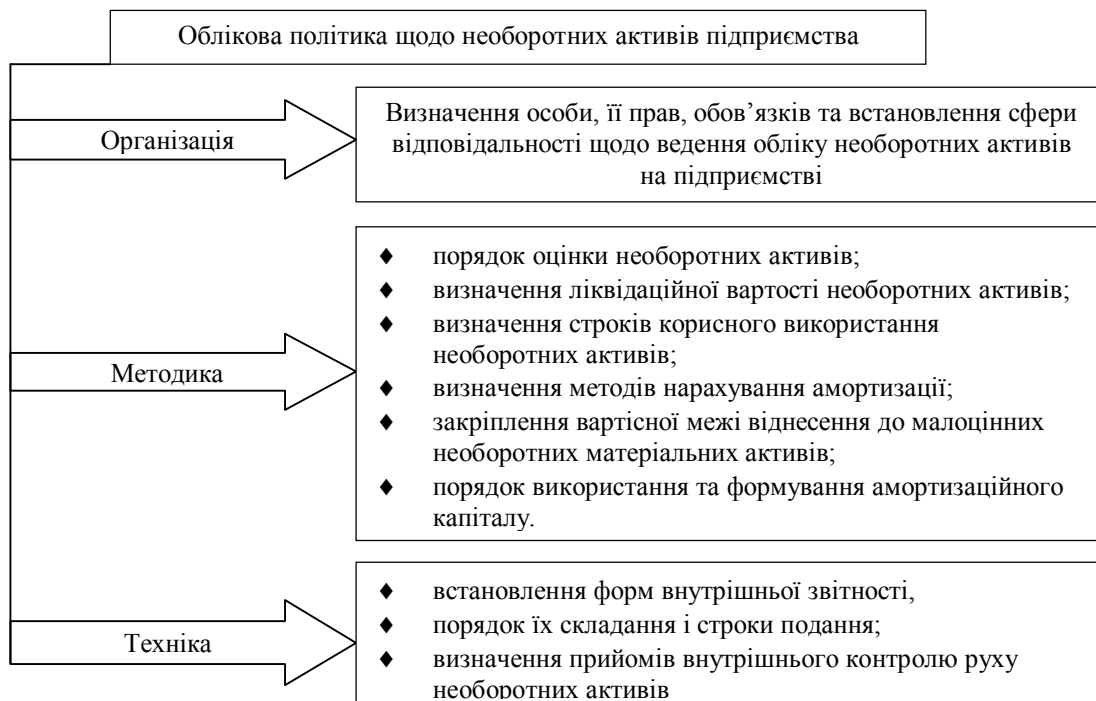 Облікова політика щодо необоротних активів підприємства
Організація
Визначення особи, її прав, обов’язків та встановлення сфери
відповідальності щодо ведення обліку необоротних активів
на підприємстві
Методика
♦ порядок оцінки необоротних активів;
♦ визначення ліквідаційної вартості необоротних активів;
♦ визначення строків корисного використання
необоротних активів;
♦ визначення методів нарахування амортизації;
♦ закріплення вартісної межі віднесення до малоцінних
необоротних матеріальних активів;
♦ порядок використання та формування амортизаційного
капіталу.
Техніка
♦ встановлення форм внутрішньої звітності,
♦ порядок їх складання і строки подання;
♦ визначення прийомів внутрішнього контролю руху
необоротних активів